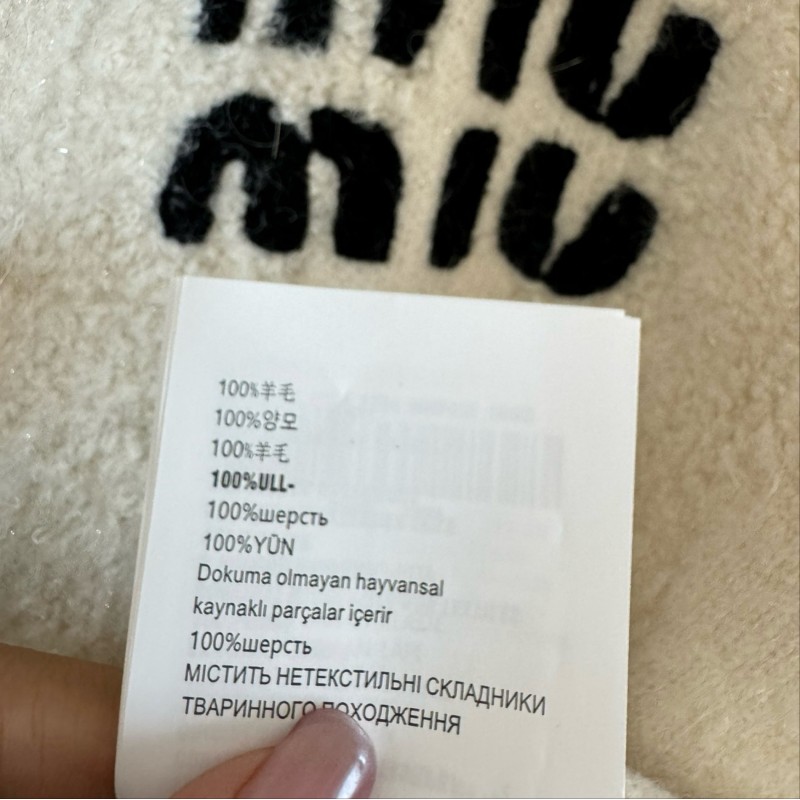 miu
miu
100%羊毛
100%양모
100%羊毛
100%ULL-
100%шерсть
100%YŪN
Dokuma olmayan hayvansal
kaynaklı parçalar içerir
100%шерсть
МІСТИТЬ НЕТЕКСТИЛЬНІ СКЛАДНИКИ
ТВАРИННОГО ПОХОДЖЕННЯ